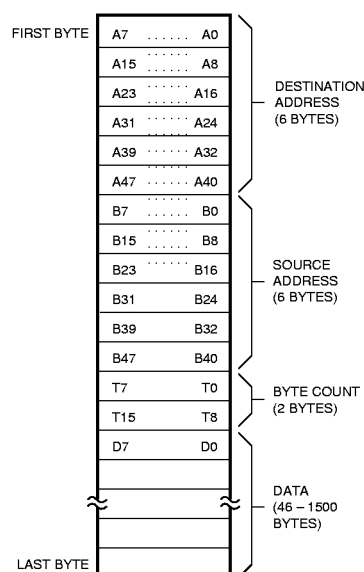 FIRST BYTE
A7 ...... A0
A15 ...... A8
A23 ...... A16
A31 ...... A24
A39 ...... A32
A47 ...... A40
DESTINATION
ADDRESS
(6 BYTES)
B7 ...... B0
B15 ...... B8
B23 ...... B16
B31 B24
B39 B32
B47 B40
SOURCE
ADDRESS
(6 BYTES)
T7 T0
T15 T8
BYTE COUNT
(2 BYTES)
D7 D0
DATA
(46 – 1500
BYTES)
LAST BYTE